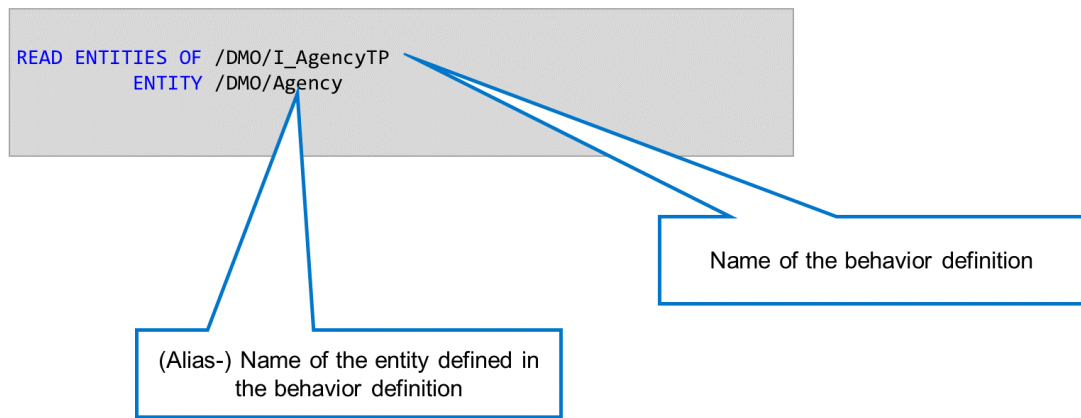 READ ENTITIES OF /DMO/I_AgencyTP
ENTITY /DMO/Agency
Name of the behavior definition
(Alias-) Name of the entity defined in
the behavior definition